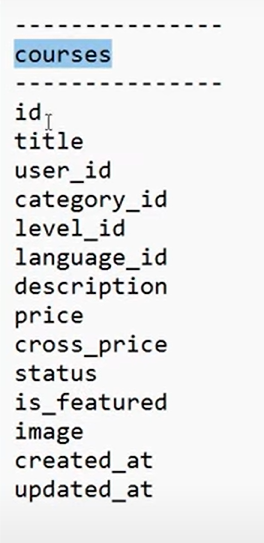 ---------------
courses
---------------
id
title
user_id
category_id
level_id
language_id
description
price
cross_price
status
is_featured
image
created_at
updated_at